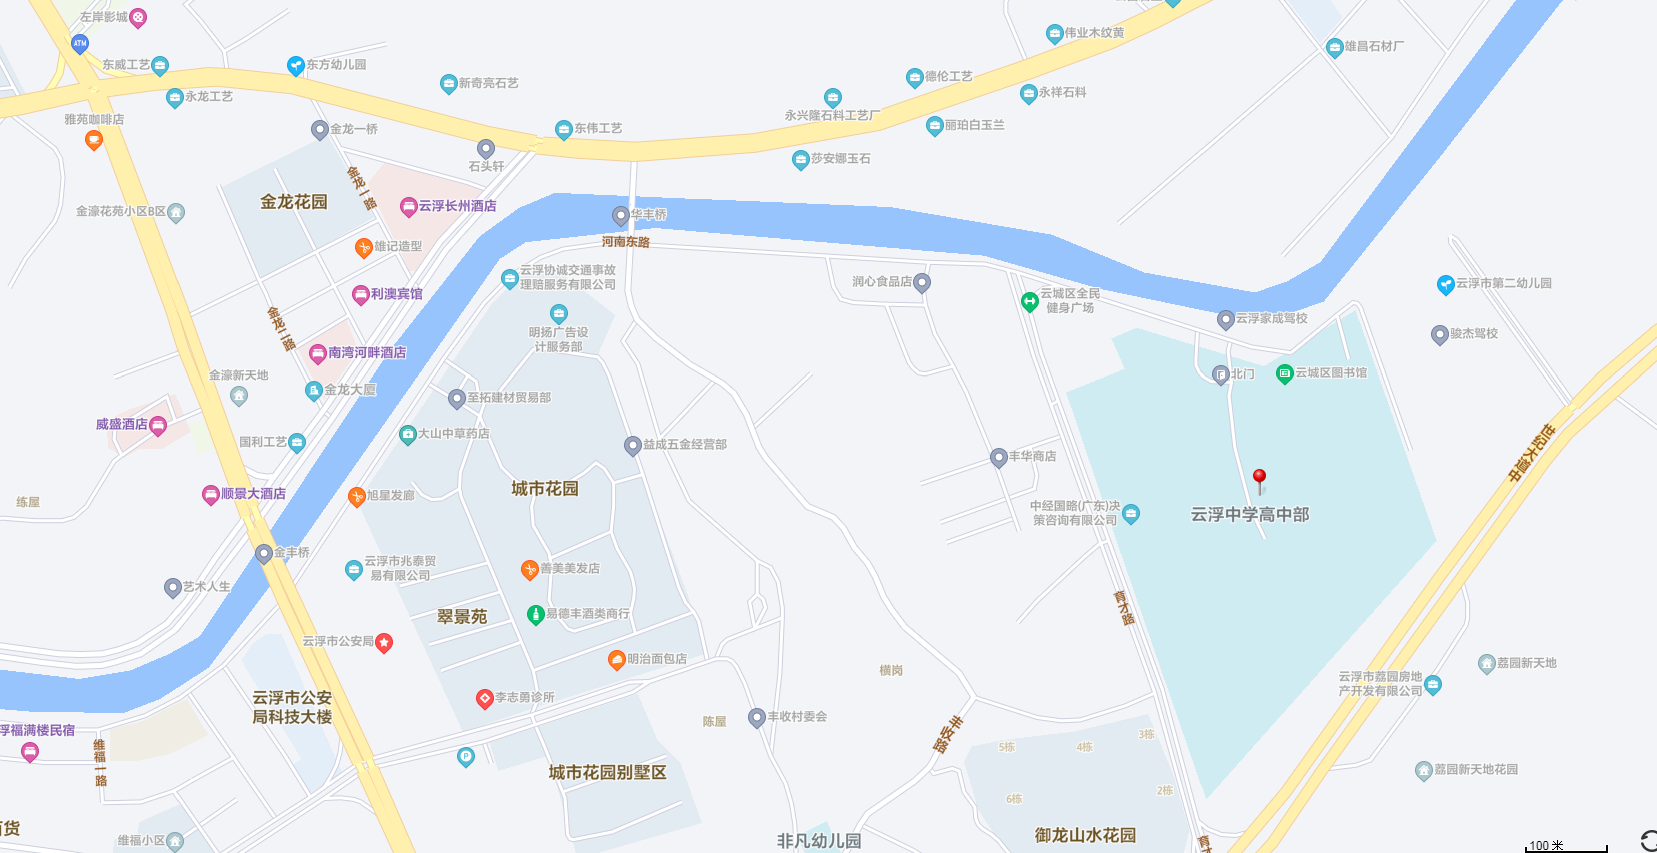 左岸影城
ATM
东威工艺
永龙工艺
雅苑咖啡店
东方幼儿园
新奇亮石艺
金龙一桥
石头轩
东伟工艺
伟业木纹黄
雄昌石材厂
德伦工艺
永祥石料
永兴隆石料工艺厂
丽珀白玉兰
莎安娜玉石
金龙一路
金龙花园
金濠花苑小区B区
云浮长州酒店
雄记造型
华丰桥
河南东路
云浮协诚交通事故
理赔服务有限公司
利澳宾馆
明扬广告设
计服务部
润心食品店
云城区全民
健身广场
云浮家成驾校
云浮市第二幼儿园
骏杰驾校
金龙二路
南湾河畔酒店
金濠新天地
金龙大厦
至拓建材贸易部
北门
云城区图书馆
威盛酒店
国利工艺
大山中草药店
益成五金经营部
丰华商店
世纪大道中
顺景大酒店
旭星发廊
城市花园
练屋
中经国略(广东)决
策咨询有限公司
云浮中学高中部
金丰桥
云浮市兆泰贸
易有限公司
善美美发店
艺术人生
翠景苑
易德丰酒类商行
育才路
云浮市公安局
明治面包店
横岗
荔园新天地
云浮市荔园房地
产开发有限公司
云浮市公安
局科技大楼
李志勇诊所
陈屋
丰收村委会
丰收路
浮福满楼民宿
维福一路
P
城市花园别墅区
5栋
4栋
3栋
2栋
6栋
荔园新天地花园
百货
维福小区
非凡幼儿园
御龙山水花园
育才
100 米